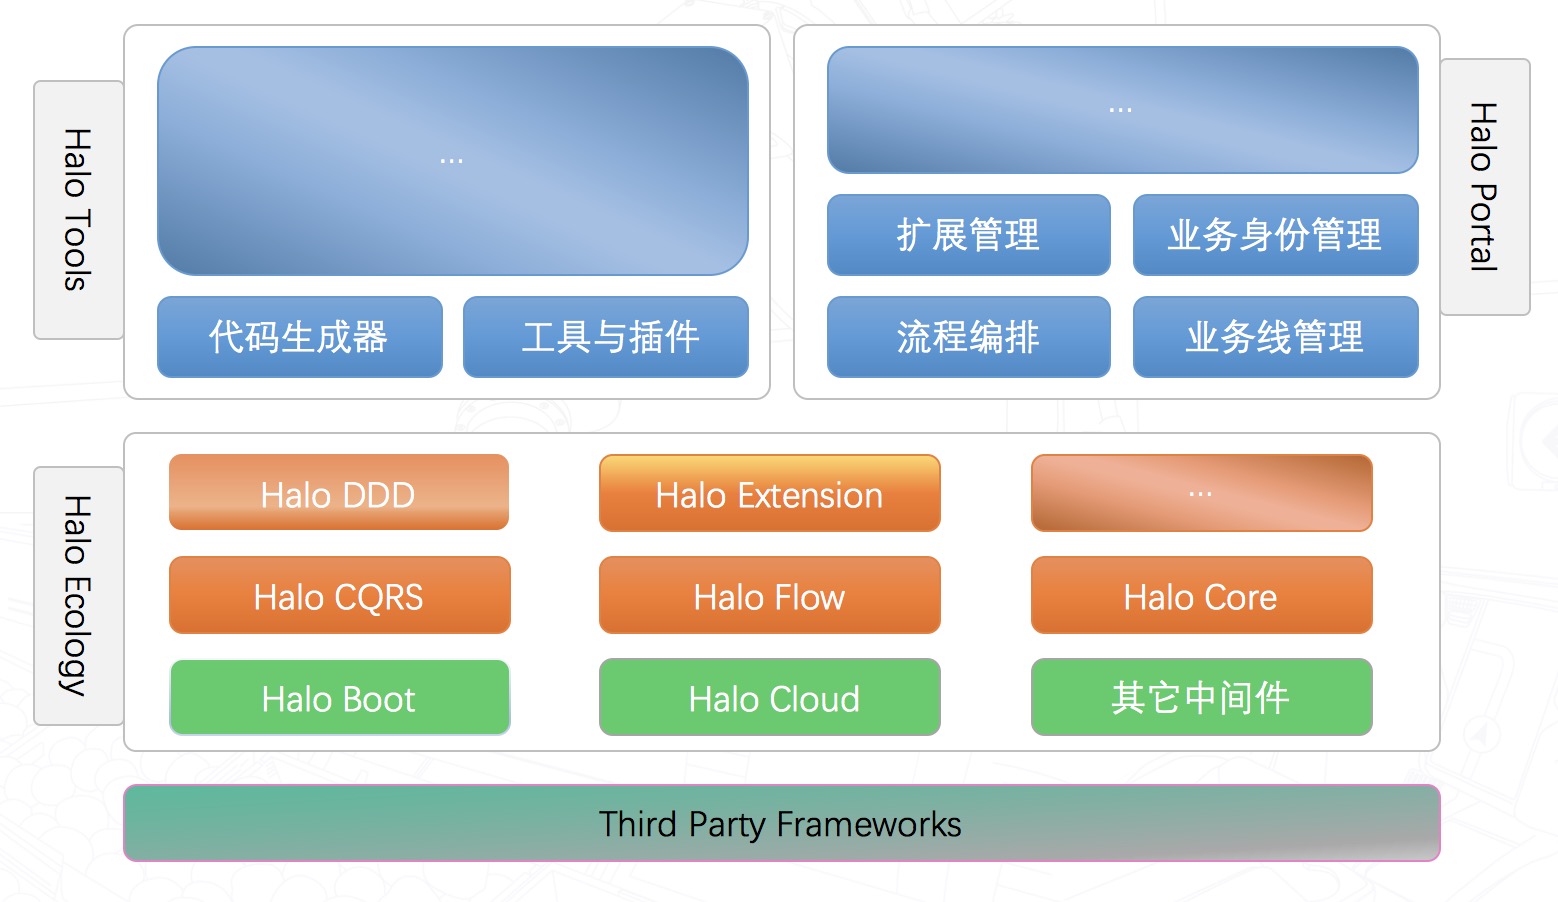 Halo Tools
...
代码生成器
工具与插件
Halo Portal
...
扩展管理
业务身份管理
流程编排
业务线管理
Halo Ecology
Halo DDD
Halo Extension
...
Halo CQRS
Halo Flow
Halo Core
Halo Boot
Halo Cloud
其它中间件
Third Party Frameworks